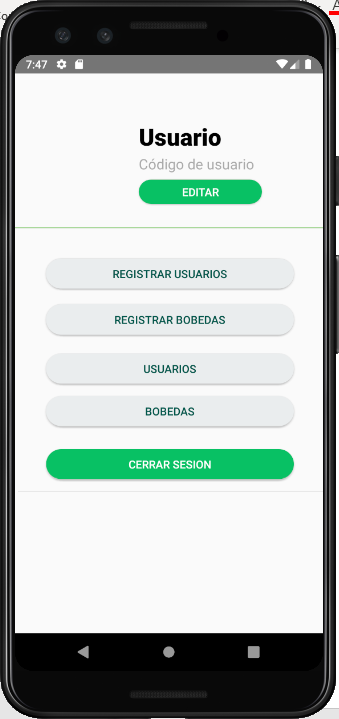 7:47
Usuario
Código de usuario
EDITAR
REGISTRAR USUARIOS
REGISTRAR BOBEDAS
USUARIOS
BOBEDAS
CERRAR SESION